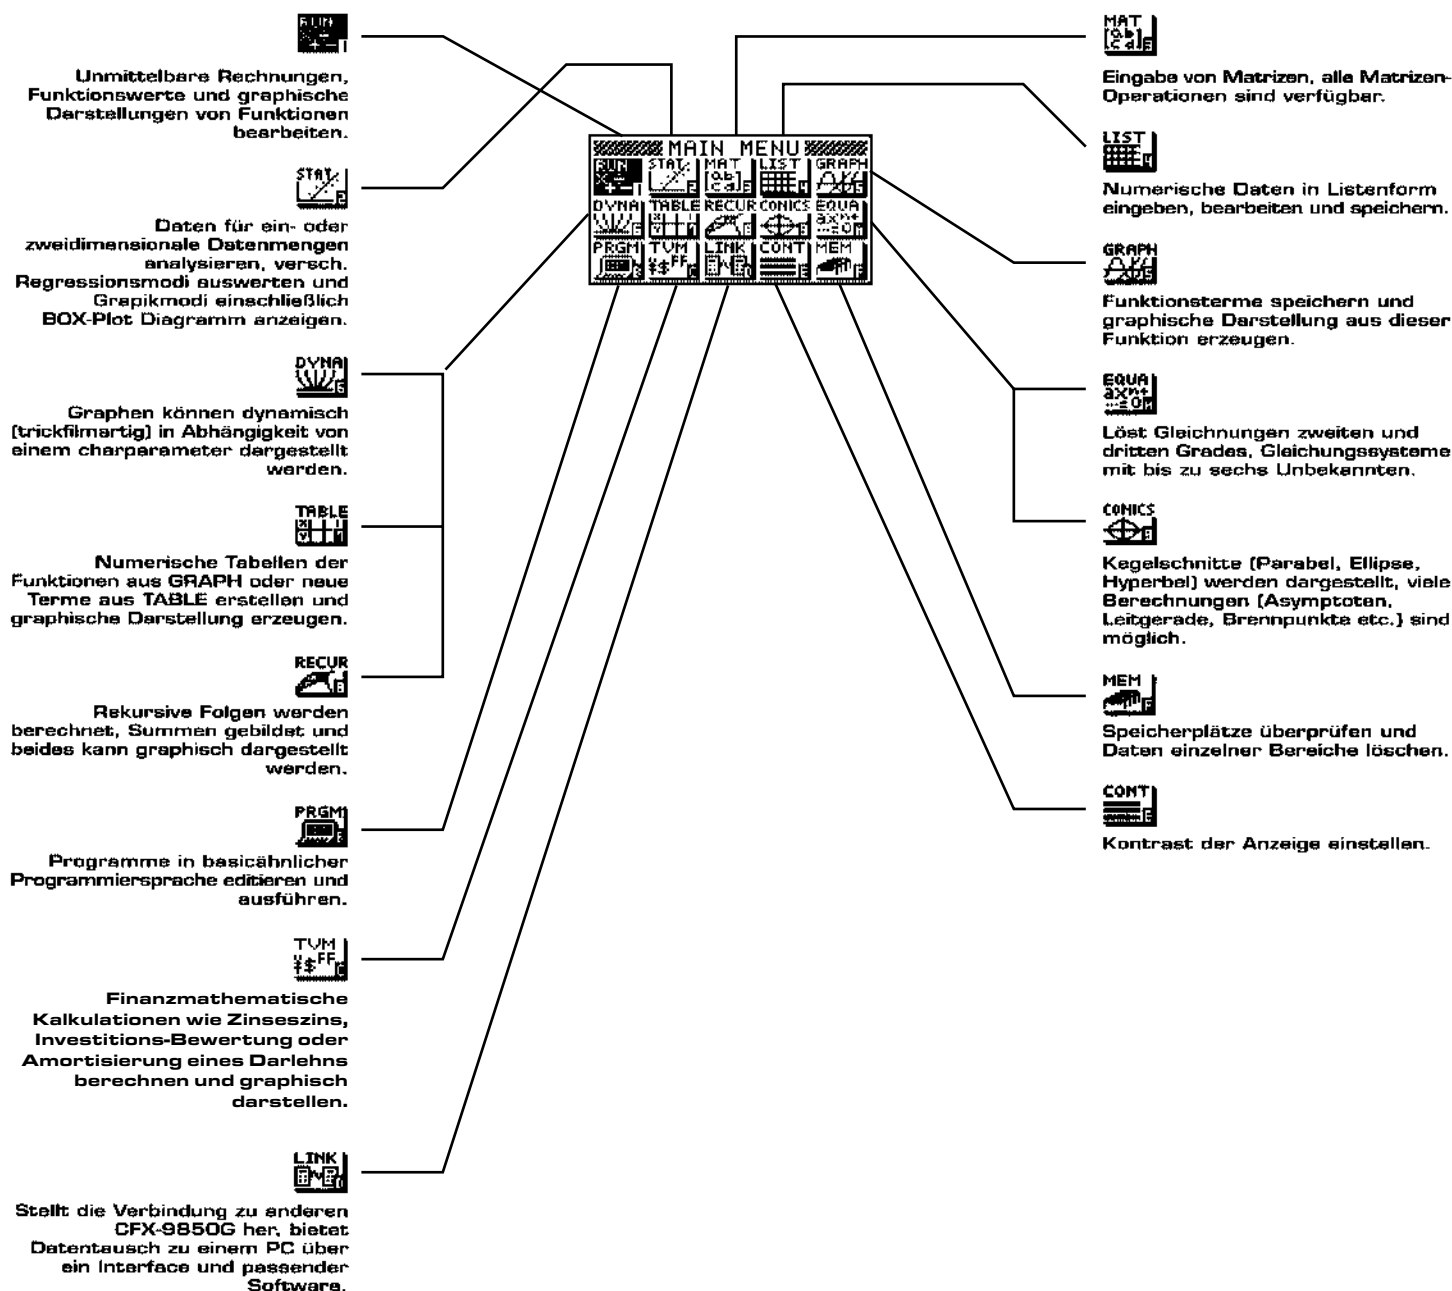 RUN
Unmittelbare Rechnungen,
Funktionswerte und graphische
Darstellungen von Funktionen
bearbeiten.
STAT
Daten für ein- oder
zweidimensionale Datenmengen
analysieren, versch.
Regressionsmodi auswerten und
Grapikmodi einschließlich
BOX-Plot Diagramm anzeigen.
DYNA
Graphen können dynamisch
(trickfilmartig) in Abhängigkeit von
einem charparameter dargestellt
werden.
TABLE
Numerische Tabellen der
Funktionen aus GRAPH oder neue
Terme aus TABLE erstellen und
graphische Darstellung erzeugen.
RECUR
Rekursive Folgen werden
berechnet, Summen gebildet und
beides kann graphisch dargestellt
werden.
PRGM
Programme in basicähnlicher
Programmiersprache editieren und
ausführen.
TVM
¥$FF
Finanzmathematische
Kalkulationen wie Zinseszins,
Investitions-Bewertung oder
Amortisierung eines Darlehns
berechnen und graphisch
darstellen.
LINK
Stellt die Verbindung zu anderen
CFX-9850G her, bietet
Datentausch zu einem PC über
ein Interface und passender
Software.
MAIN MENU
RUN STAT MAT LIST GRAPH
DYNA TABLE RECUR CONICS EQUA
PRGM TVM LINK CONT MEM
MAT
Eingabe von Matrizen, alle Matrizen-
Operationen sind verfügbar.
LIST
Numerische Daten in Listenform
eingeben, bearbeiten und speichern.
GRAPH
Funktionsterme speichern und
graphische Darstellung aus dieser
Funktion erzeugen.
EQUA
Löst Gleichnungen zweiten und
dritten Grades, Gleichungssysteme
mit bis zu sechs Unbekannten.
CONICS
Kegelschnitte (Parabel, Ellipse,
Hyperbel) werden dargestellt, viele
Berechnungen (Asymptoten,
Leitgerade, Brennpunkte etc.) sind
möglich.
MEM
Speicherplätze überprüfen und
Daten einzelner Bereiche löschen.
CONT
Kontrast der Anzeige einstellen.